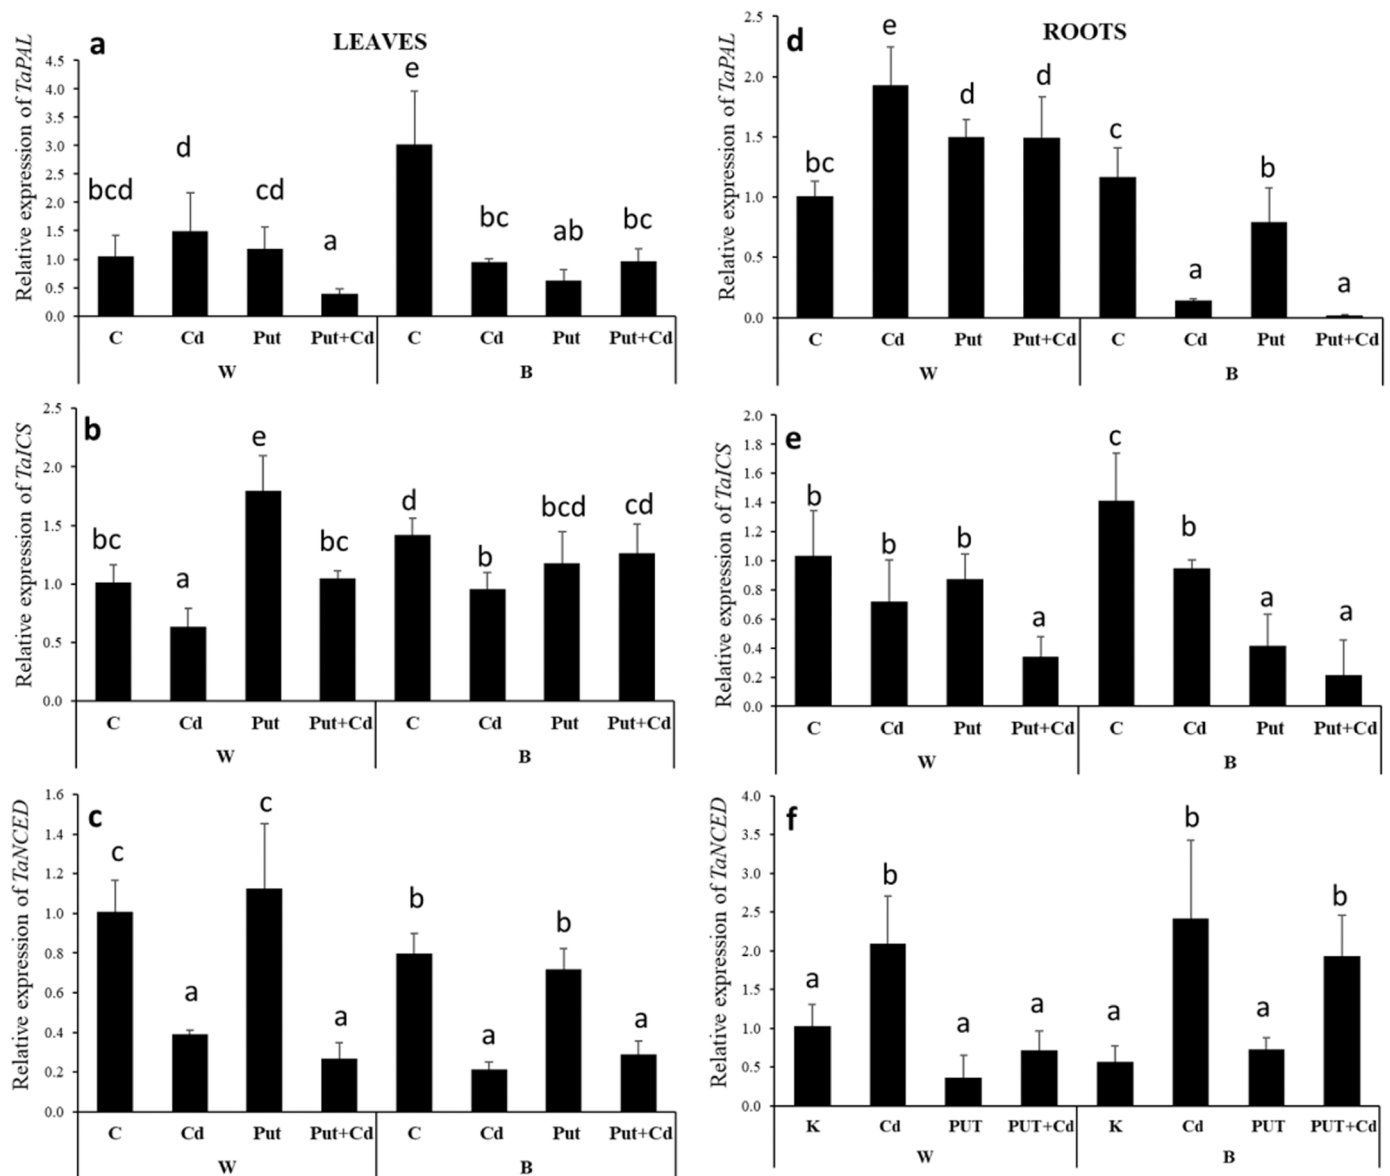 a
LEAVES
Relative expression of TaPAL
4.5
4.0
3.5
3.0
2.5
2.0
1.5
1.0
0.5
0.0
bcd
d
cd
a
e
bc
ab
bc
C Cd Put Put+Cd C Cd Put Put+Cd
W B
d
ROOTS
Relative expression of TaPAL
2.5
2.0
1.5
1.0
0.5
0.0
bc
e
d
d
c
a
b
a
C Cd Put Put+Cd C Cd Put Put+Cd
W B
b
Relative expression of TaICS
2.5
2.0
1.5
1.0
0.5
0.0
bc
a
e
bc
d
b
bcd
cd
C Cd Put Put+Cd C Cd Put Put+Cd
W B
e
Relative expression of TaICS
2.0
1.8
1.6
1.4
1.2
1.0
0.8
0.6
0.4
0.2
0.0
b
b
b
a
c
b
a
a
C Cd Put Put+Cd C Cd Put Put+Cd
W B
c
Relative expression of TaNCED
1.6
1.4
1.2
1.0
0.8
0.6
0.4
0.2
0.0
c
a
c
a
b
a
b
a
C Cd Put Put+Cd C Cd Put Put+Cd
W B
f
Relative expression of TaNCED
4.0
3.5
3.0
2.5
2.0
1.5
1.0
0.5
0.0
a
b
a
a
a
b
a
b
K Cd PUT PUT+Cd K Cd PUT PUT+Cd
W B